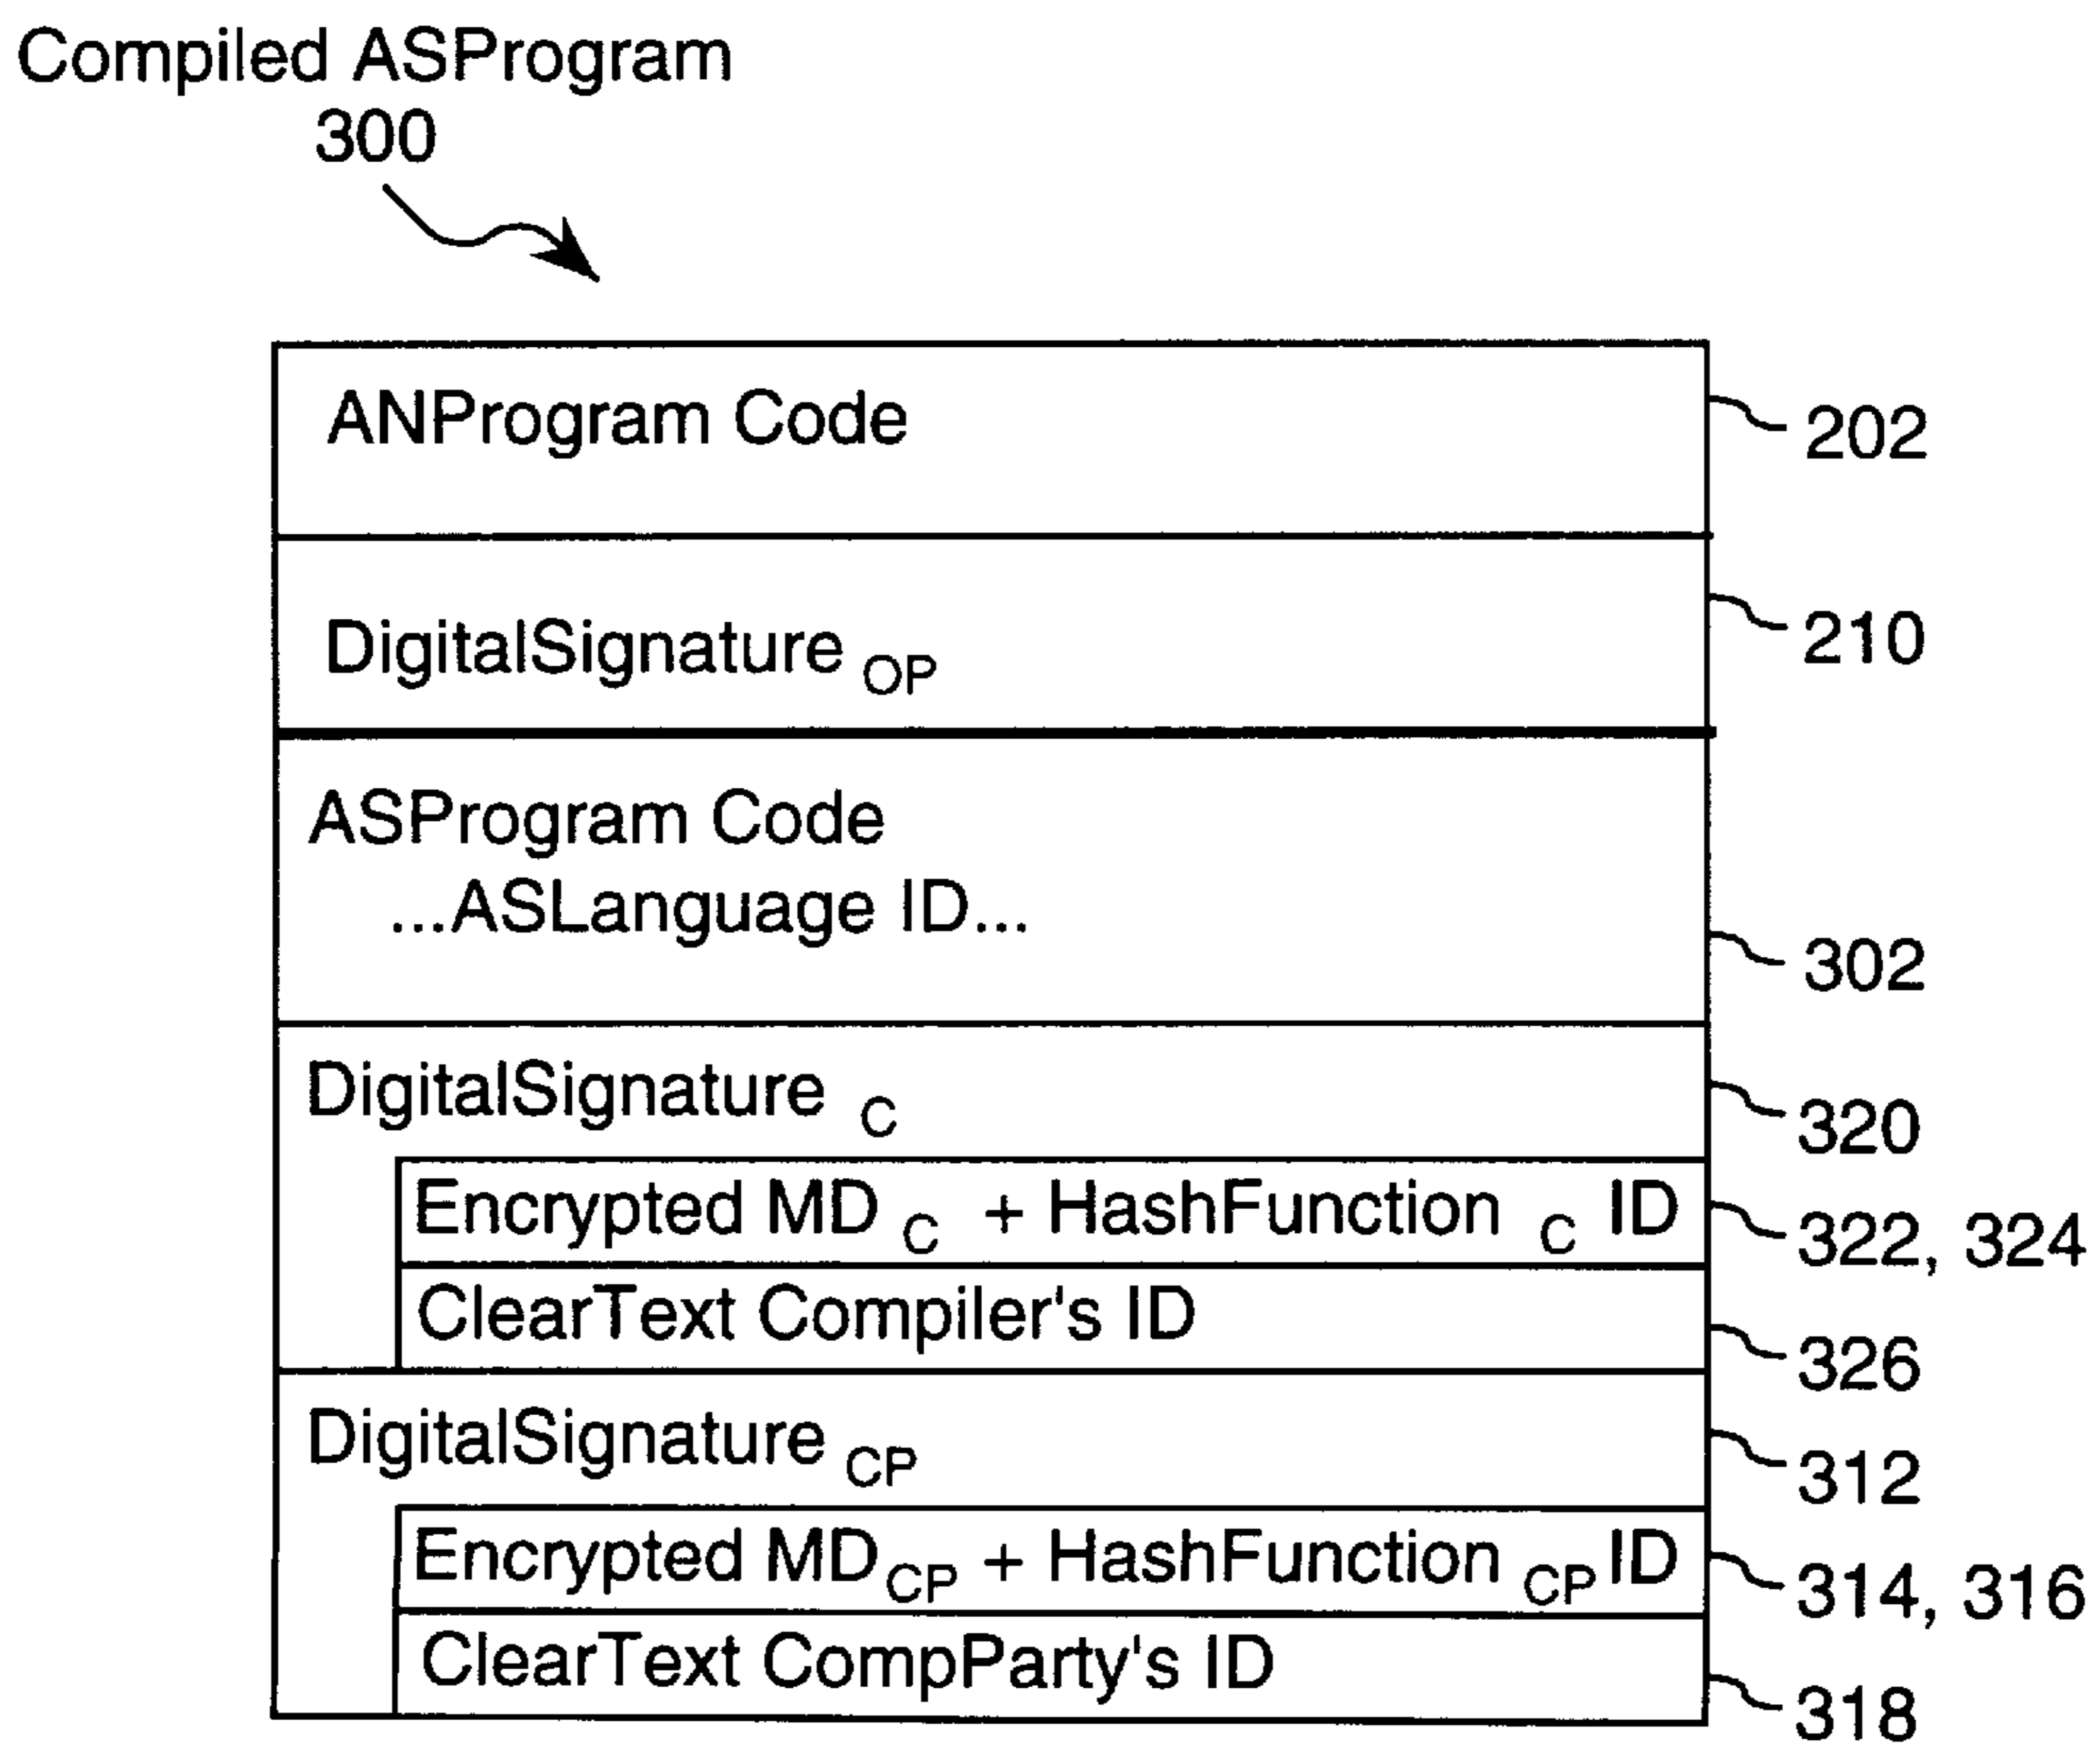 Compiled ASProgram
300
ANProgram Code
202
DigitalSignature OP
210
ASProgram Code
...ASLanguage ID...
302
DigitalSignature C
320
Encrypted MD C + HashFunction C ID
322, 324
ClearText Compiler's ID
326
DigitalSignature CP
312
Encrypted MD CP + HashFunction CP ID
314, 316
ClearText CompParty's ID
318